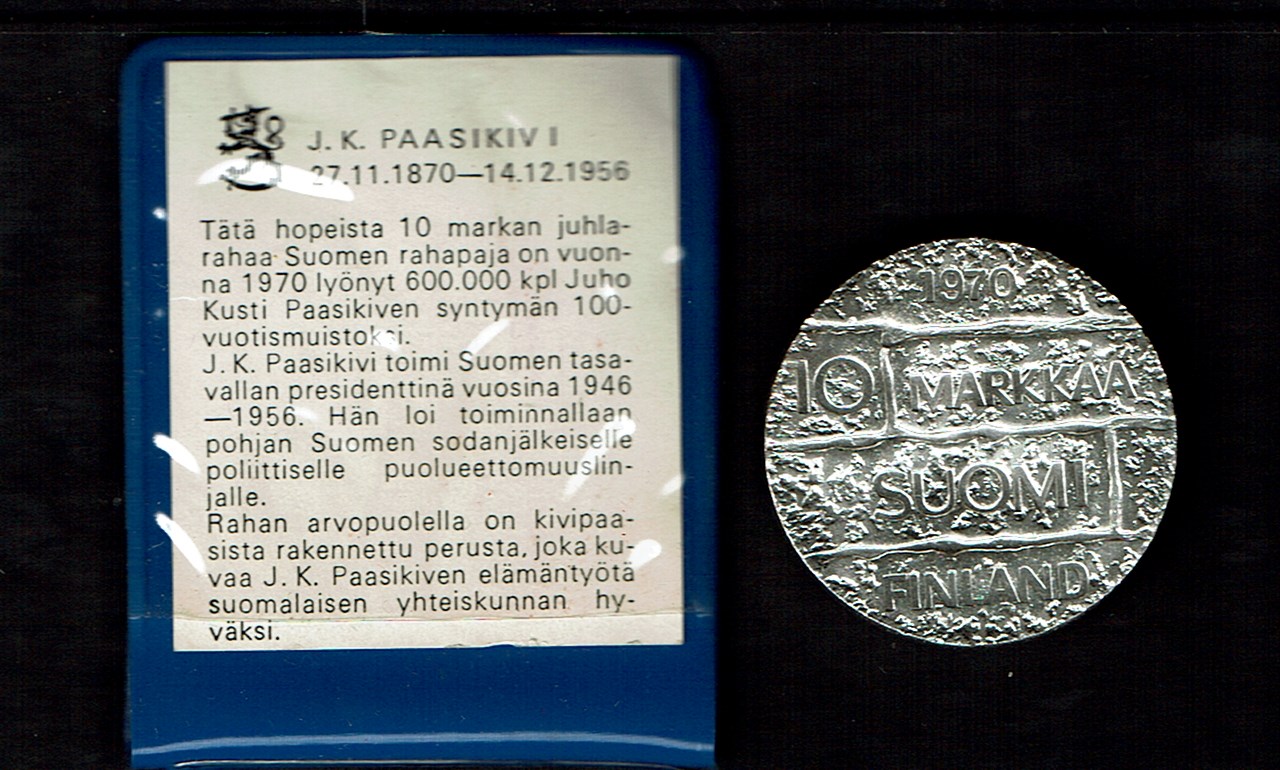 J. K. PAASIKIVI
27.11.1870—14.12.1956
Tätä hopeista 10 markan juhla-
rahaa Suomen rahapaja on vuon-
na 1970 lyönyt 600.000 kpl Juho
Kusti Paasikiven syntymän 100-
vuotismuistoksi.
J. K. Paasikivi toimi Suomen tasa-
vallan presidenttinä vuosina 1946
—1956. Hän loi toiminnallaan
pohjan Suomen sodanjälkeiselle
poliittiselle puolueettomuuslin-
jalle.
Rahan arvopuolella on kivipaa-
sista rakennettu perusta, joka ku-
vaa J. K. Paasikiven elämäntyötä
suomalaisen yhteiskunnan hy-
väksi.
1970
10 MARKKAA
SUOMI
FINLAND